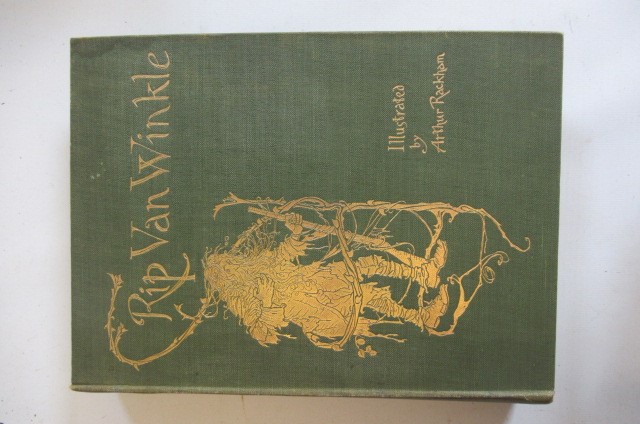 Rip Van Winkle
Illustrated
by
Arthur Rackham